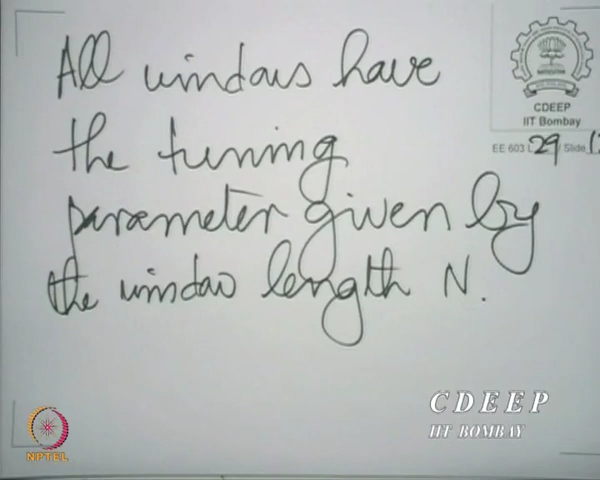 All windows have
the tuning
parameter given by
the window length N.
CDEEP
IIT Bombay
EE 603 L 29 / Slide
CDEEP
IIT BOMBAY
NPTEL